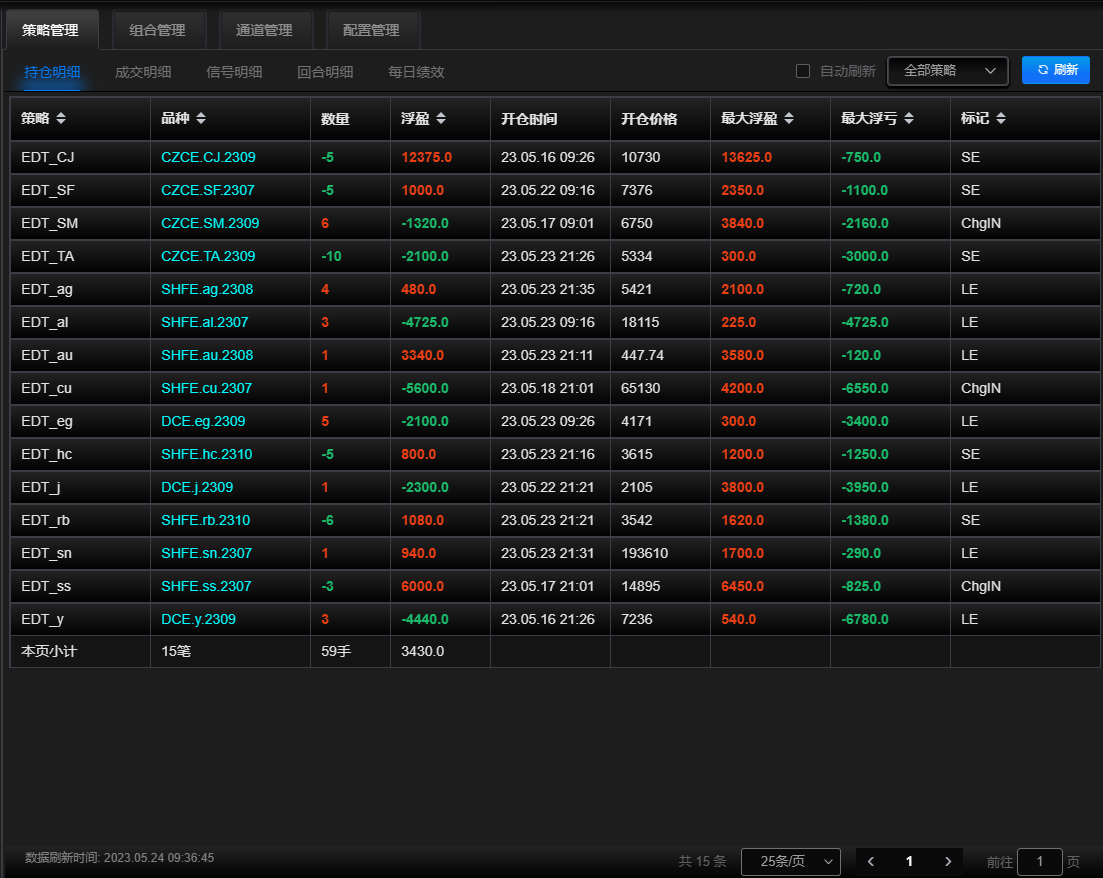 策略管理 组合管理 通道管理 配置管理
持仓明细 成交明细 信号明细 回合明细 每日绩效 自动刷新 全部策略 刷新
策略 品种 数量 浮盈 开仓时间 开仓价格 最大浮盈 最大浮亏 标记
EDT_CJ CZCE.CJ.2309 -5 12375.0 23.05.16 09:26 10730 13625.0 -750.0 SE
EDT_SF CZCE.SF.2307 -5 1000.0 23.05.22 09:16 7376 2350.0 -1100.0 SE
EDT_SM CZCE.SM.2309 6 -1320.0 23.05.17 09:01 6750 3840.0 -2160.0 ChgIN
EDT_TA CZCE.TA.2309 -10 -2100.0 23.05.23 21:26 5334 300.0 -3000.0 SE
EDT_ag SHFE.ag.2308 4 480.0 23.05.23 21:35 5421 2100.0 -720.0 LE
EDT_al SHFE.al.2307 3 -4725.0 23.05.23 09:16 18115 225.0 -4725.0 LE
EDT_au SHFE.au.2308 1 3340.0 23.05.23 21:11 447.74 3580.0 -120.0 LE
EDT_cu SHFE.cu.2307 1 -5600.0 23.05.18 21:01 65130 4200.0 -6550.0 ChgIN
EDT_eg DCE.eg.2309 5 -2100.0 23.05.23 09:26 4171 300.0 -3400.0 LE
EDT_hc SHFE.hc.2310 -5 800.0 23.05.23 21:16 3615 1200.0 -1250.0 SE
EDT_j DCE.j.2309 1 -2300.0 23.05.22 21:21 2105 3800.0 -3950.0 LE
EDT_rb SHFE.rb.2310 -6 1080.0 23.05.23 21:21 3542 1620.0 -1380.0 SE
EDT_sn SHFE.sn.2307 1 940.0 23.05.23 21:31 193610 1700.0 -290.0 LE
EDT_ss SHFE.ss.2307 -3 6000.0 23.05.17 21:01 14895 6450.0 -825.0 ChgIN
EDT_y DCE.y.2309 3 -4440.0 23.05.16 21:26 7236 540.0 -6780.0 LE
本页小计 15笔 59手 3430.0
数据刷新时间: 2023.05.24 09:36:45 共 15 条 25条/页 1 前往 1 页